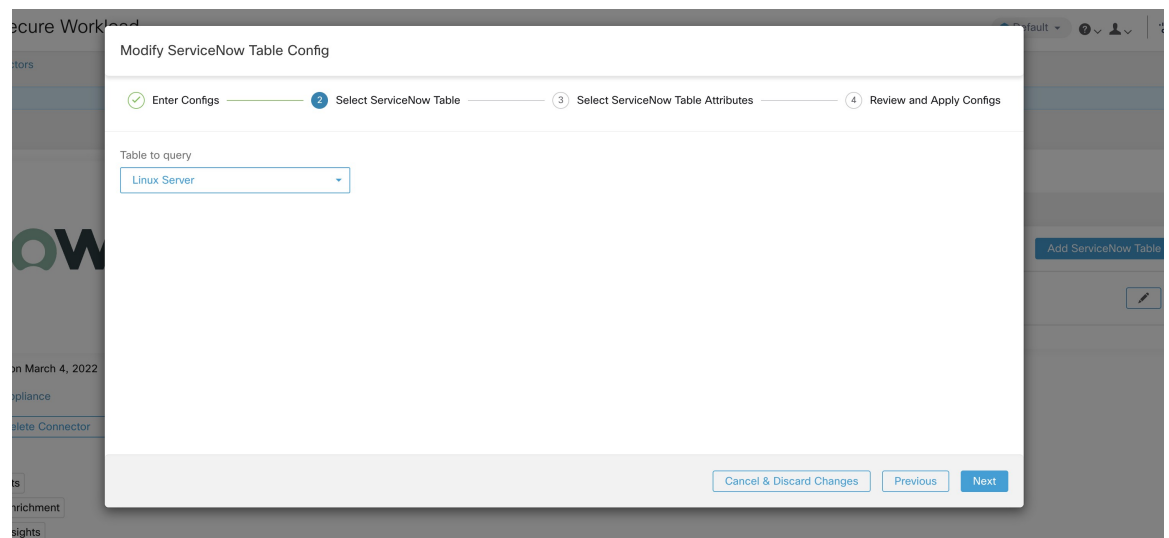 ecure Workload
Default
Modify ServiceNow Table Config
ctors
Enter Configs
2 Select ServiceNow Table
3 Select ServiceNow Table Attributes
4 Review and Apply Configs
Table to query
Linux Server
ow
Add ServiceNow Table
on March 4, 2022
ppliance
elete Connector
Cancel & Discard Changes
Previous
Next
ts
nrichment
sights